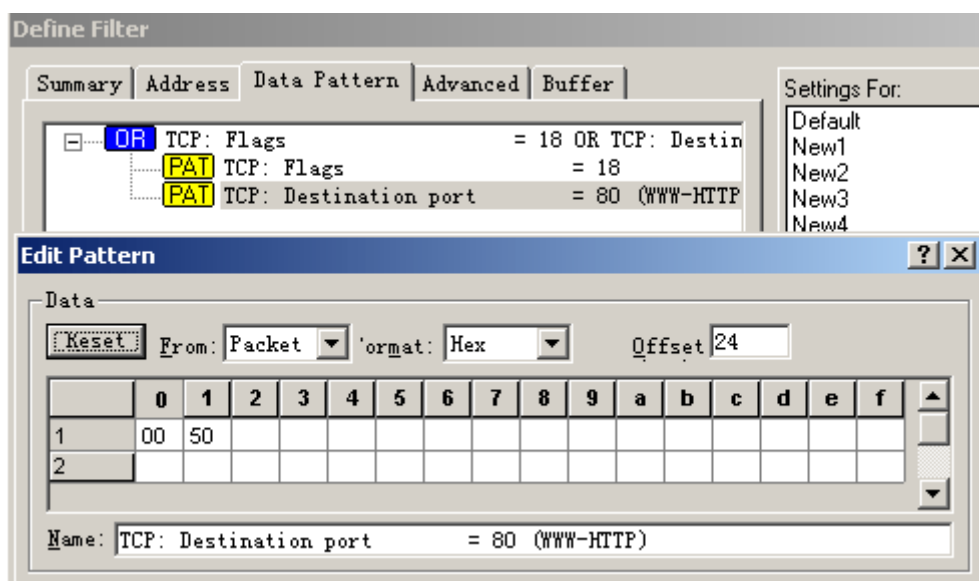 Define Filter
Summary Address Data Pattern Advanced Buffer
Settings For:
OR TCP: Flags = 18 OR TCP: Destin
PAT TCP: Flags = 18
PAT TCP: Destination port = 80 (WWW-HTTP
Default
New1
New2
New3
New4
Edit Pattern
Data
Reset From: Packet 'ormat: Hex Offset 24
0 1 2 3 4 5 6 7 8 9 a b c d e f
1 00 50
2
Name: TCP: Destination port = 80 (WWW-HTTP)